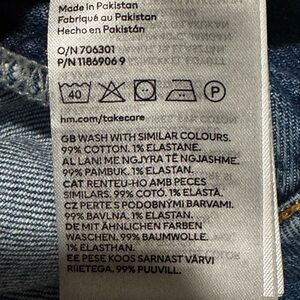 Made in Pakistan
Fabriqué au Pakistan
Hecho en Pakistán
O/N 706301
P/N 1186906 9
40
P
hm.com/takecare
GB WASH WITH SIMILAR COLOURS.
99% COTTON. 1% ELASTANE.
AL LANI ME NGJYRA TË NGJASHME.
99% PAMBUK. 1% ELASTAN.
CAT RENTEU-HO AMB PECES
SIMILARS. 99% COTÓ. 1% ELASTÀ.
CZ PERTE S PODOBNÝMI BARVAMI.
99% BAVLNA. 1% ELASTAN.
DE MIT ÄHNLICHEN FARBEN
WASCHEN. 99% BAUMWOLLE.
1% ELASTHAN.
EE PESE KOOS SARNAST VÄRVI
RIIETEGA. 99% PUUVILL.